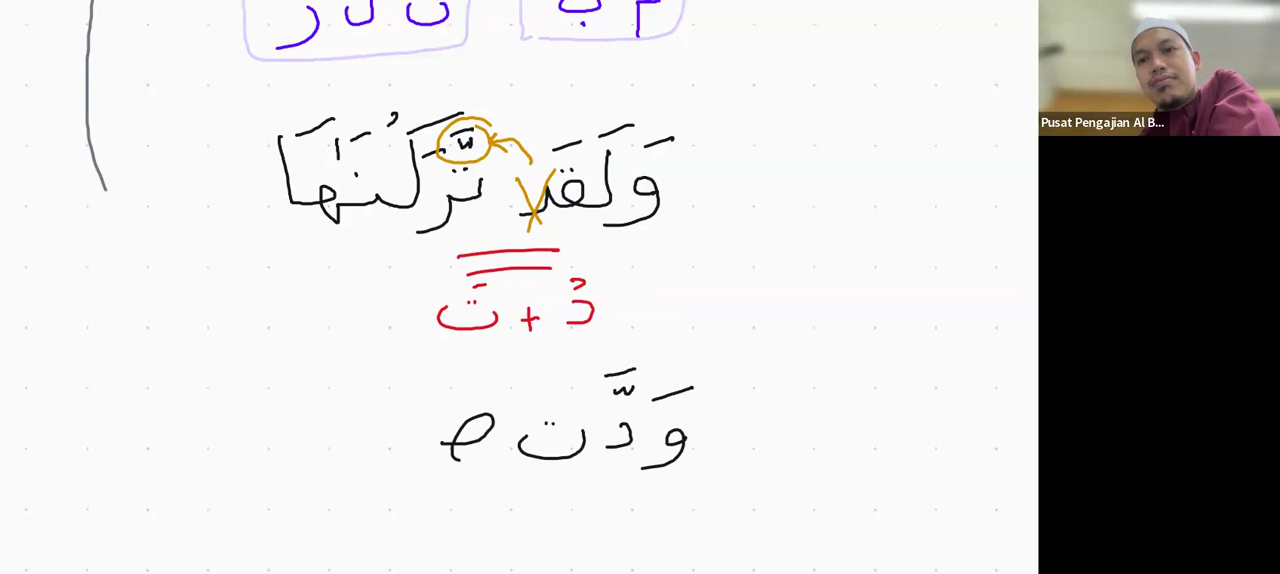 م ب ن ل ر
وَلَقَد تَّرَكْنَٰهَا
دْ + تَ
وَدَّت
Pusat Pengajian Al B...